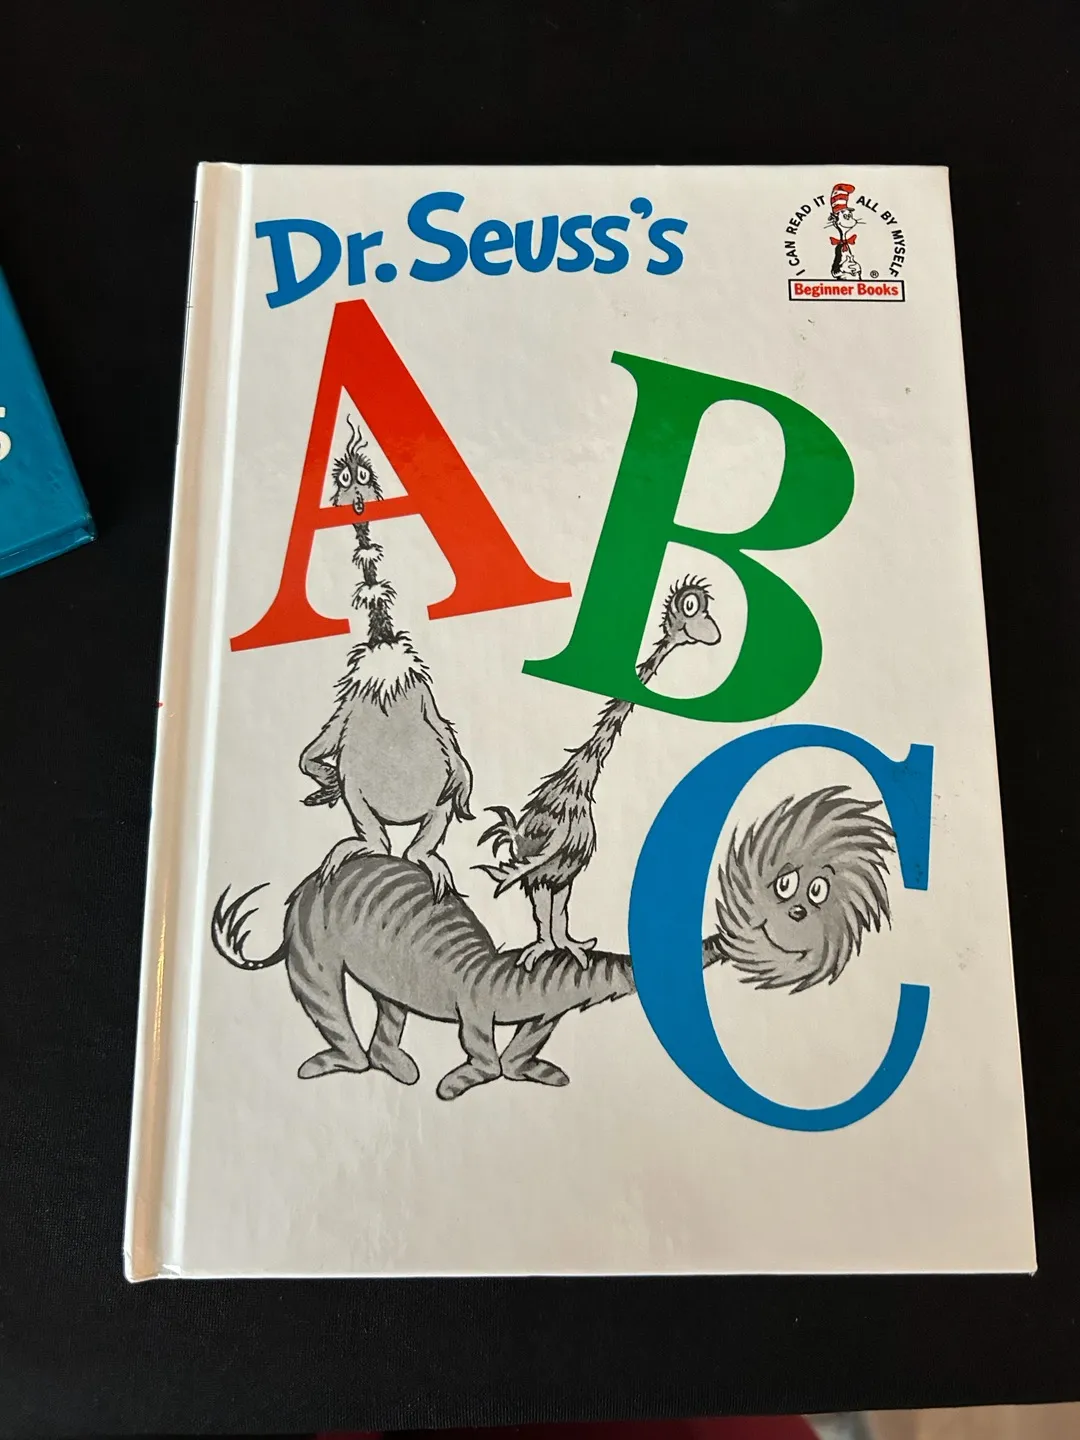 Dr. Seuss's
I CAN READ IT ALL BY MYSELF
®
Beginner Books
A
B
C
s